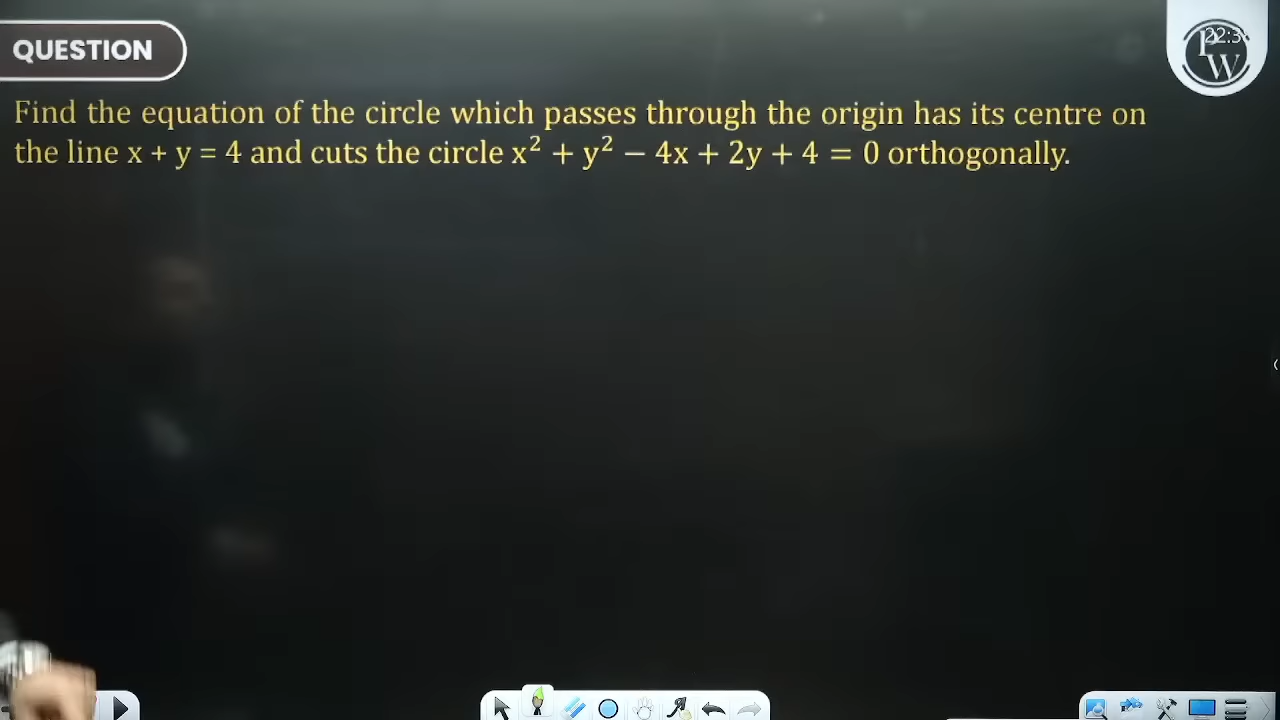 QUESTION
Find the equation of the circle which passes through the origin has its centre on
the line x + y = 4 and cuts the circle x² + y² − 4x + 2y + 4 = 0 orthogonally.
PW